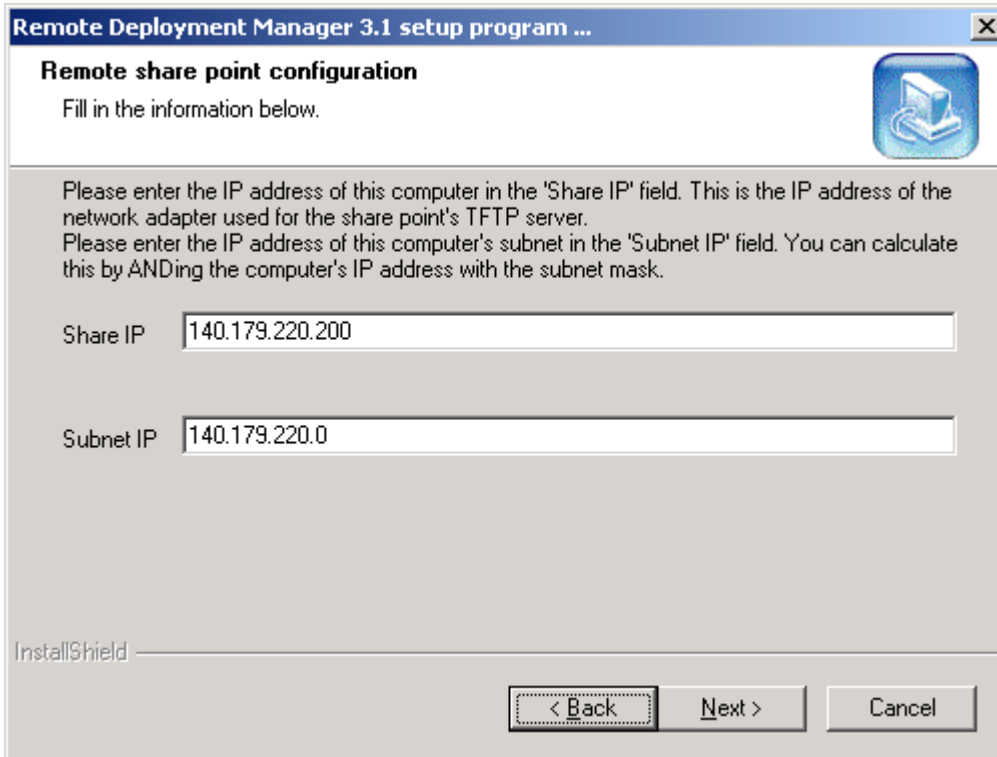 Remote Deployment Manager 3.1 setup program ...
Remote share point configuration
Fill in the information below.
Please enter the IP address of this computer in the 'Share IP' field. This is the IP address of the
network adapter used for the share point's TFTP server.
Please enter the IP address of this computer's subnet in the 'Subnet IP' field. You can calculate
this by ANDing the computer's IP address with the subnet mask.
Share IP 140.179.220.200
Subnet IP 140.179.220.0
InstallShield
< Back Next > Cancel